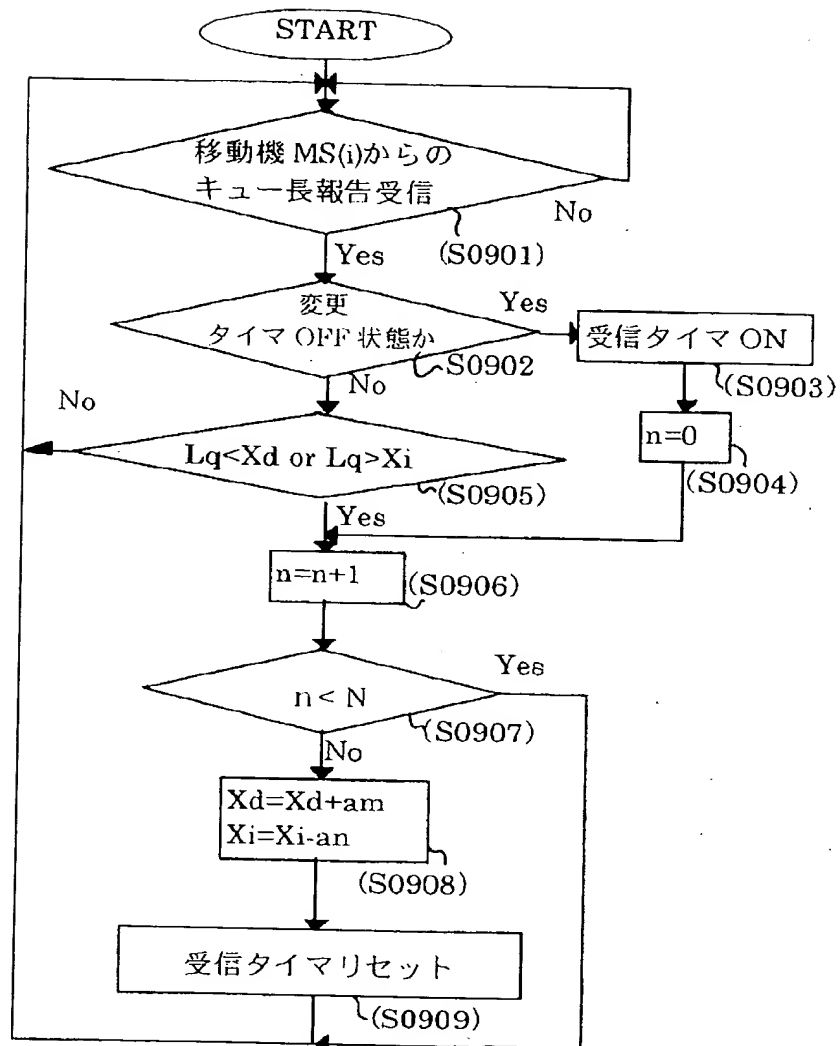 START
移動機 MS(i)からの
キュー長報告受信
No
(S0901)
Yes
変更
タイマ OFF 状態か
Yes
S0902
受信タイマ ON
(S0903)
No
n=0
(S0904)
No
Lq<Xd or Lq>Xi
(S0905)
Yes
n=n+1
(S0906)
n< N
Yes
(S0907)
No
Xd=Xd+am
Xi=Xi-an
(S0908)
受信タイマリセット
(S0909)